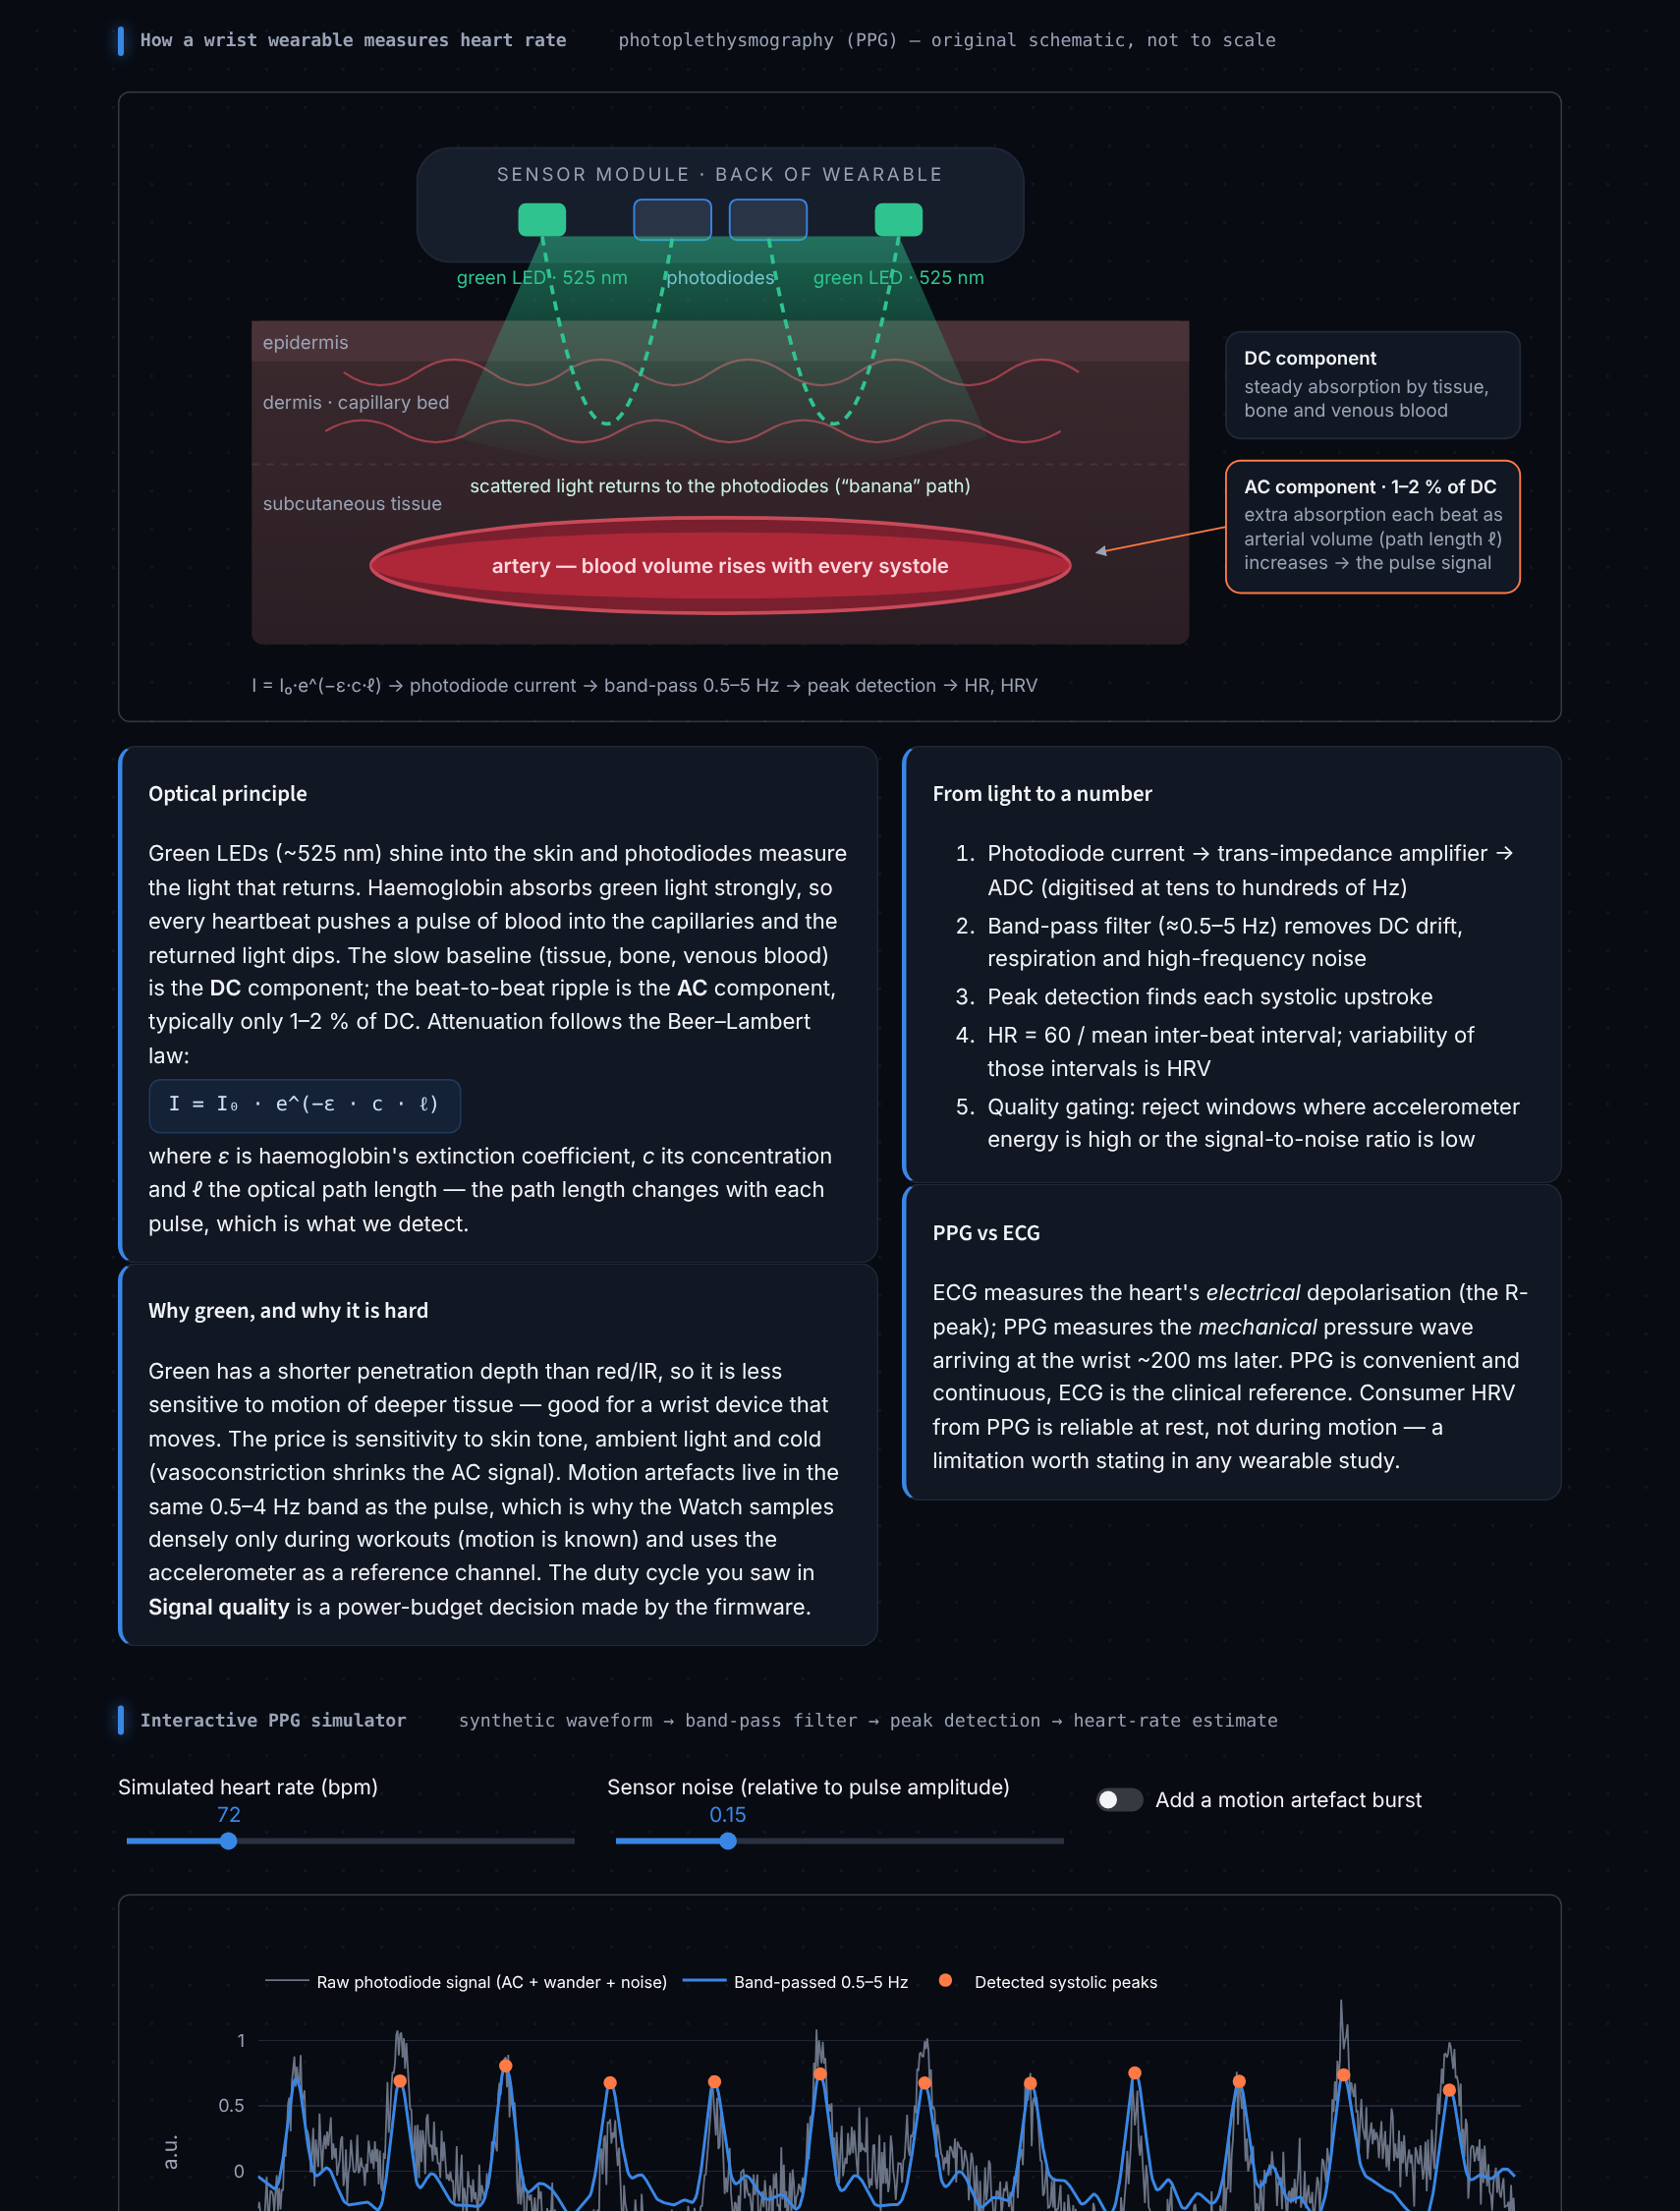 How a wrist wearable measures heart rate photoplethysmography (PPG) — original schematic, not to scale
SENSOR MODULE · BACK OF WEARABLE
green LED · 525 nm
photodiodes
green LED · 525 nm
epidermis
dermis · capillary bed
subcutaneous tissue
scattered light returns to the photodiodes (“banana” path)
artery — blood volume rises with every systole
DC component
steady absorption by tissue,
bone and venous blood
AC component · 1–2 % of DC
extra absorption each beat as
arterial volume (path length ℓ)
increases → the pulse signal
I = I₀·e^(−ε·c·ℓ) → photodiode current → band-pass 0.5–5 Hz → peak detection → HR, HRV
Optical principle
Green LEDs (~525 nm) shine into the skin and photodiodes measure
the light that returns. Haemoglobin absorbs green light strongly, so
every heartbeat pushes a pulse of blood into the capillaries and the
returned light dips. The slow baseline (tissue, bone, venous blood)
is the DC component; the beat-to-beat ripple is the AC component,
typically only 1–2 % of DC. Attenuation follows the Beer–Lambert
law:
I = I₀ · e^(−ε · c · ℓ)
where ε is haemoglobin's extinction coefficient, c its concentration
and ℓ the optical path length — the path length changes with each
pulse, which is what we detect.
Why green, and why it is hard
Green has a shorter penetration depth than red/IR, so it is less
sensitive to motion of deeper tissue — good for a wrist device that
moves. The price is sensitivity to skin tone, ambient light and cold
(vasoconstriction shrinks the AC signal). Motion artefacts live in the
same 0.5–4 Hz band as the pulse, which is why the Watch samples
densely only during workouts (motion is known) and uses the
accelerometer as a reference channel. The duty cycle you saw in
Signal quality is a power-budget decision made by the firmware.
From light to a number
1. Photodiode current → trans-impedance amplifier →
ADC (digitised at tens to hundreds of Hz)
2. Band-pass filter (≈0.5–5 Hz) removes DC drift,
respiration and high-frequency noise
3. Peak detection finds each systolic upstroke
4. HR = 60 / mean inter-beat interval; variability of
those intervals is HRV
5. Quality gating: reject windows where accelerometer
energy is high or the signal-to-noise ratio is low
PPG vs ECG
ECG measures the heart's electrical depolarisation (the R-
peak); PPG measures the mechanical pressure wave
arriving at the wrist ~200 ms later. PPG is convenient and
continuous, ECG is the clinical reference. Consumer HRV
from PPG is reliable at rest, not during motion — a
limitation worth stating in any wearable study.
Interactive PPG simulator synthetic waveform → band-pass filter → peak detection → heart-rate estimate
Simulated heart rate (bpm)
72
Sensor noise (relative to pulse amplitude)
0.15
Add a motion artefact burst
Raw photodiode signal (AC + wander + noise) Band-passed 0.5–5 Hz Detected systolic peaks
1
0.5
0
a.u.